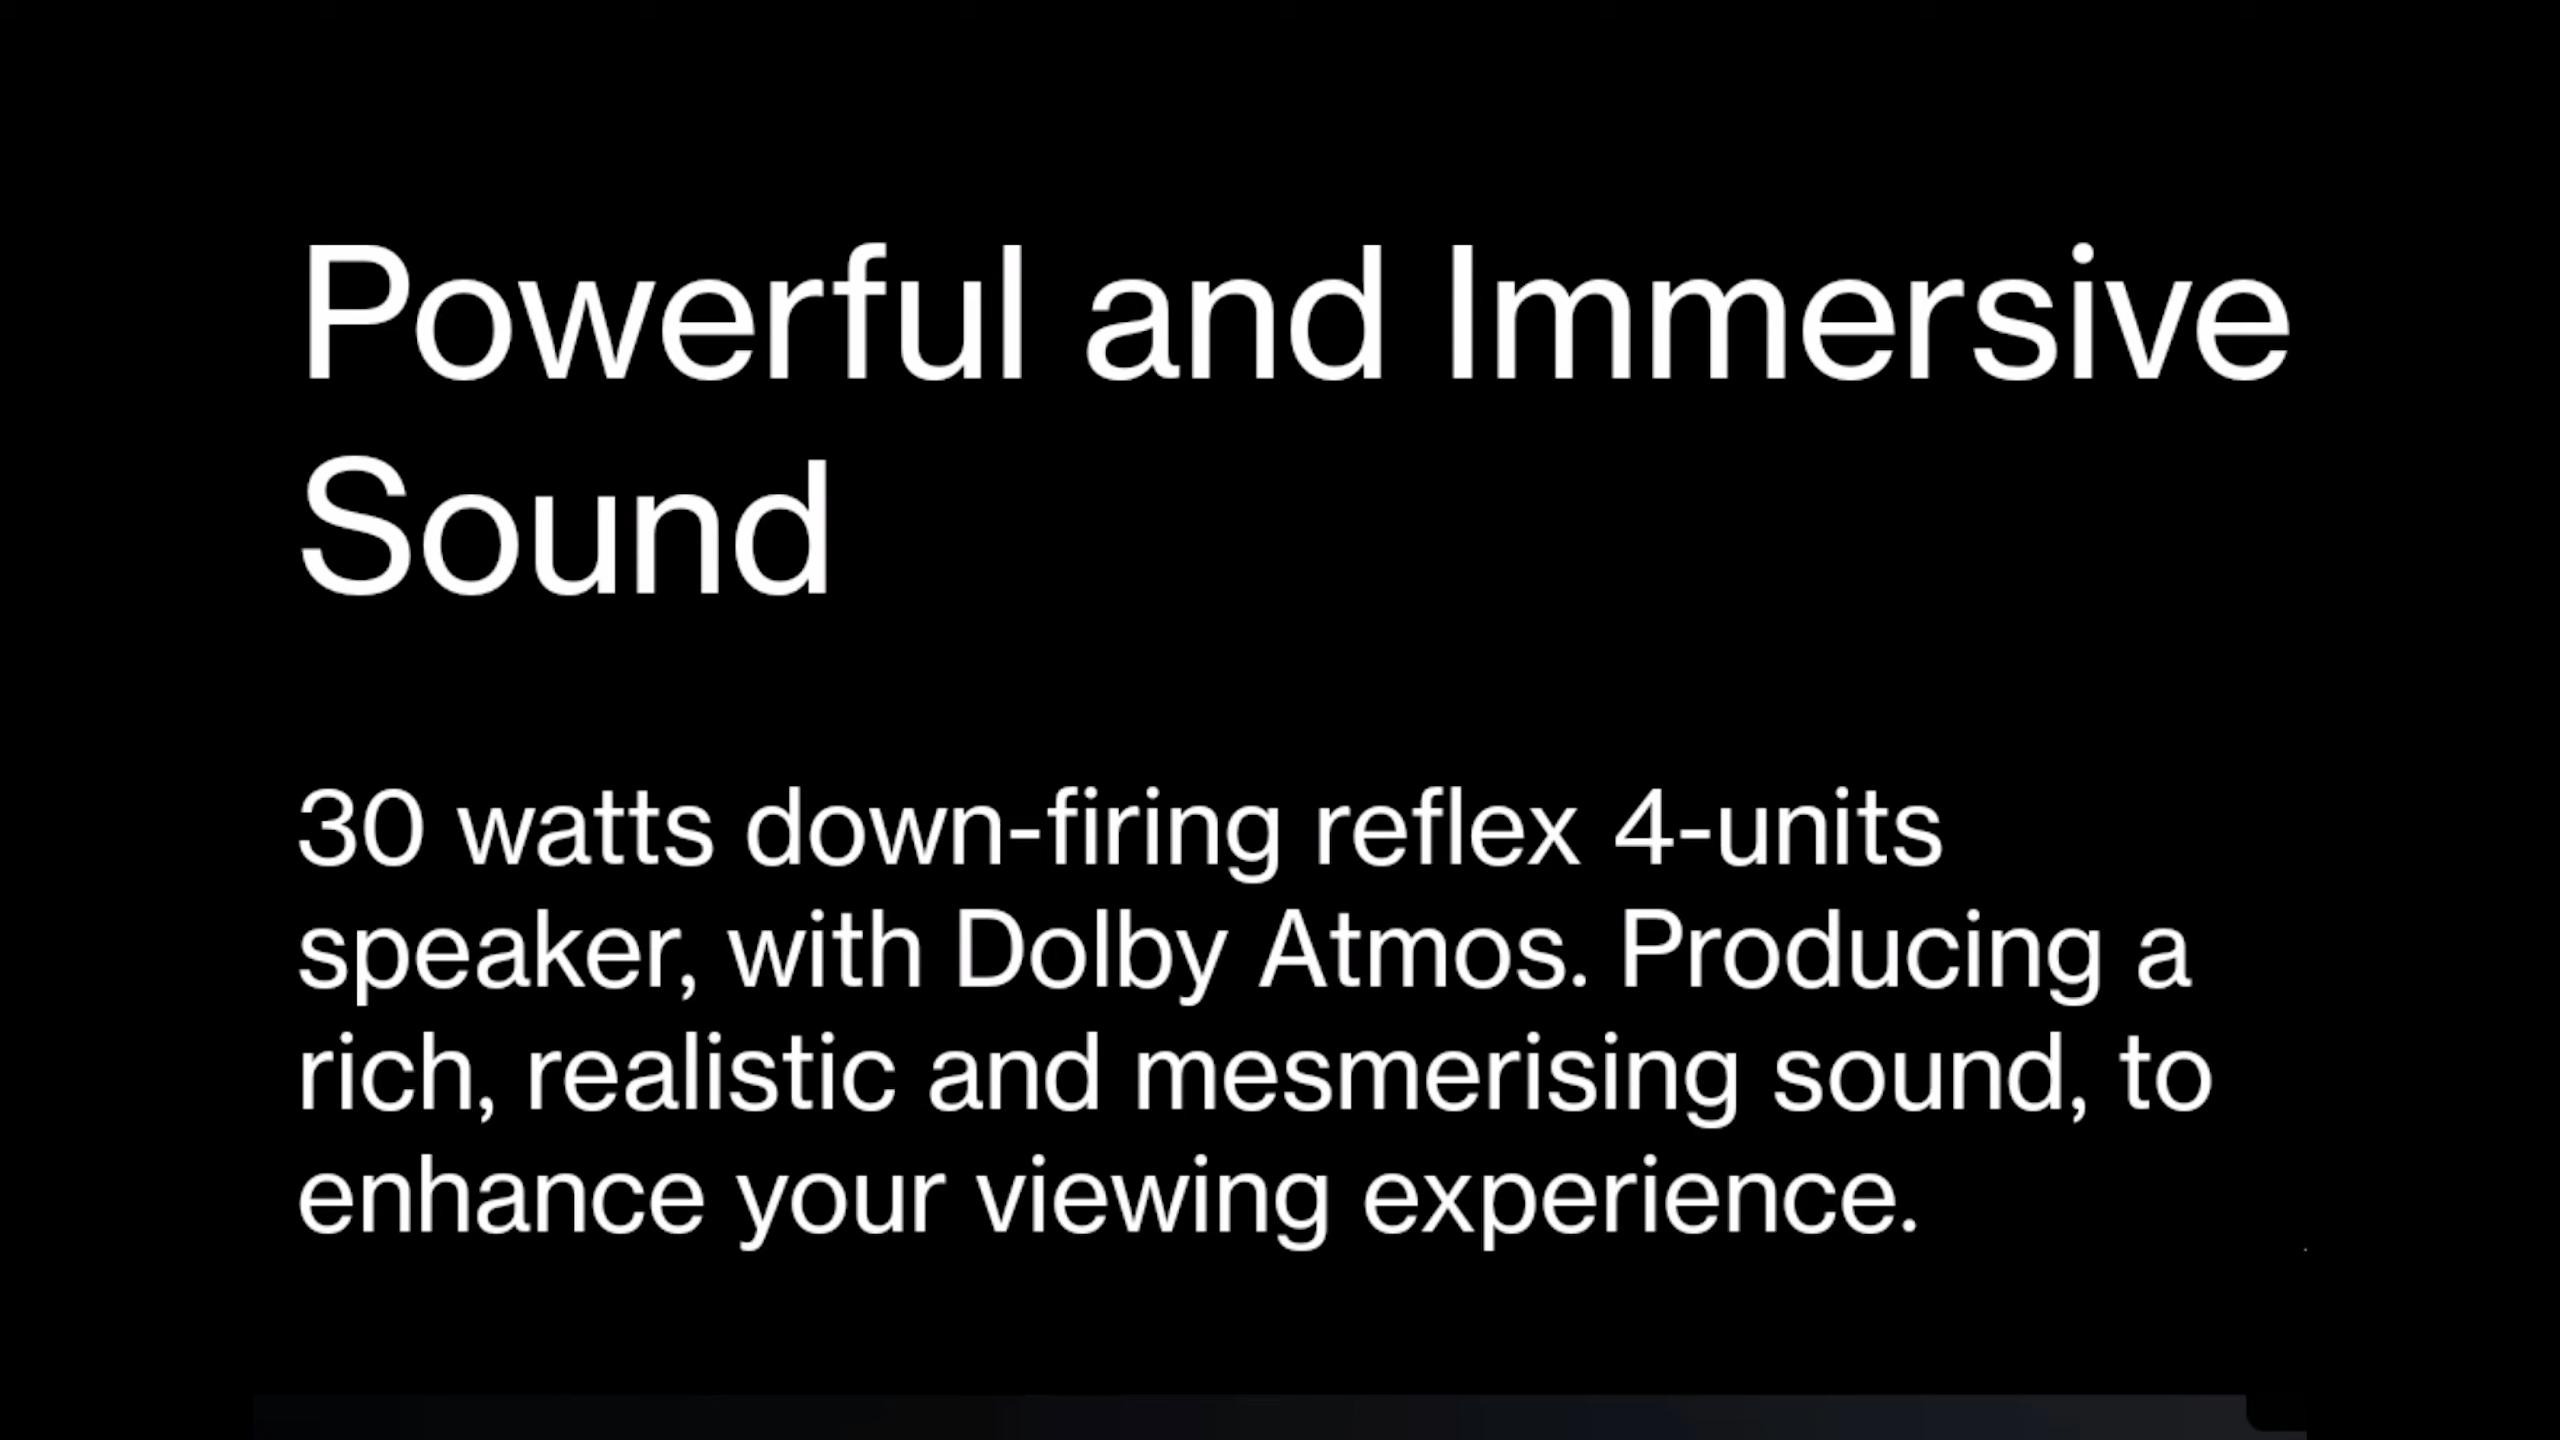 Powerful and Immersive
Sound
30 watts down-firing reflex 4-units
speaker, with Dolby Atmos. Producing a
rich, realistic and mesmerising sound, to
enhance your viewing experience.